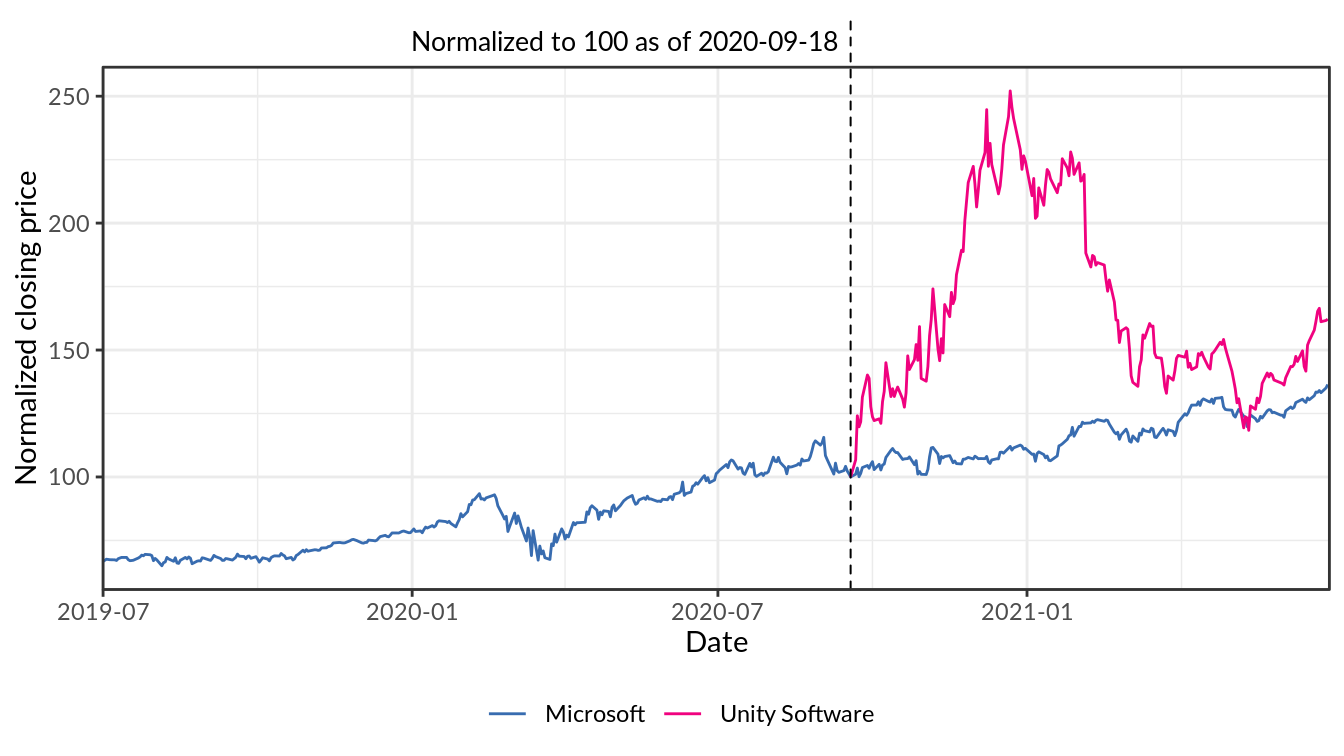 Normalized to 100 as of 2020-09-18
250
200
150
100
Normalized closing price
2019-07
2020-01
2020-07
2021-01
Date
Microsoft
Unity Software